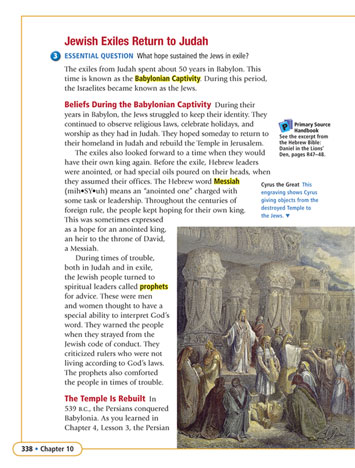 Jewish Exiles Return to Judah
3 ESSENTIAL QUESTION What hope sustained the Jews in exile?
The exiles from Judah spent about 50 years in Babylon. This
time is known as the Babylonian Captivity. During this period,
the Israelites became known as the Jews.
Beliefs During the Babylonian Captivity During their
years in Babylon, the Jews struggled to keep their identity. They
continued to observe religious laws, celebrate holidays, and
worship as they had in Judah. They hoped someday to return to
their homeland in Judah and rebuild the Temple in Jerusalem.
The exiles also looked forward to a time when they would
have their own king again. Before the exile, Hebrew leaders
were anointed, or had special oils poured on their heads, when
they assumed their offices. The Hebrew word Messiah
(mih•SY•uh) means an "anointed one" charged with
some task or leadership. Throughout the centuries of
foreign rule, the people kept hoping for their own king.
This was sometimes expressed
as a hope for an anointed king,
an heir to the throne of David,
a Messiah.
During times of trouble,
both in Judah and in exile,
the Jewish people turned to
spiritual leaders called prophets
for advice. These were men
and women thought to have a
special ability to interpret God's
word. They warned the people
when they strayed from the
Jewish code of conduct. They
criticized rulers who were not
living according to God's laws.
The prophets also comforted
the people in times of trouble.
The Temple Is Rebuilt In
539 B.C., the Persians conquered
Babylonia. As you learned in
Chapter 4, Lesson 3, the Persian
P Primary Source
Handbook
See the excerpt from
the Hebrew Bible:
Daniel in the Lions'
Den, pages R47–48.
Cyrus the Great This
engraving shows Cyrus
giving objects from the
destroyed Temple to
the Jews. ▼
338 • Chapter 10